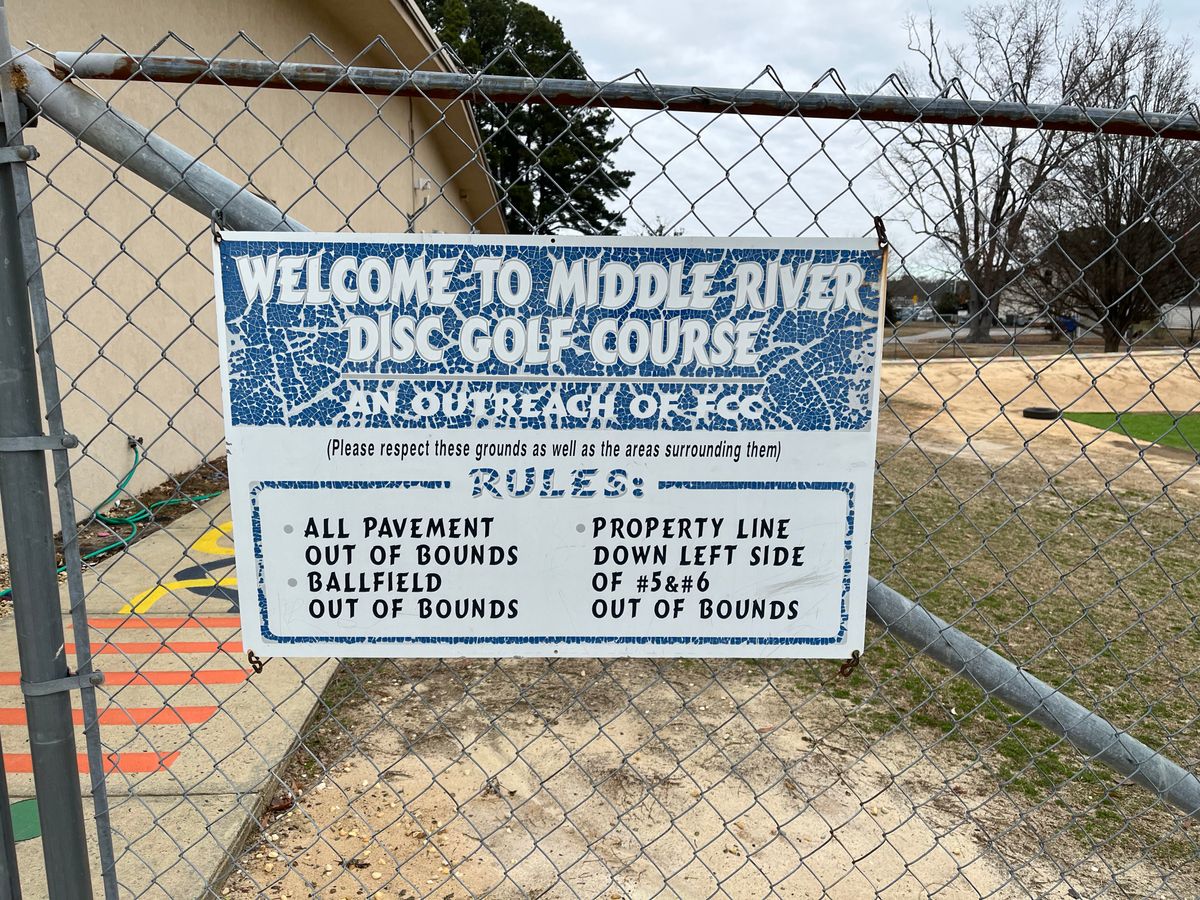 WELCOME TO MIDDLE RIVER
DISC GOLF COURSE
AN OUTREACH OF FCC
(Please respect these grounds as well as the areas surrounding them)
RULES:
• ALL PAVEMENT
OUT OF BOUNDS
• BALLFIELD
OUT OF BOUNDS
• PROPERTY LINE
DOWN LEFT SIDE
OF #5&#6
OUT OF BOUNDS